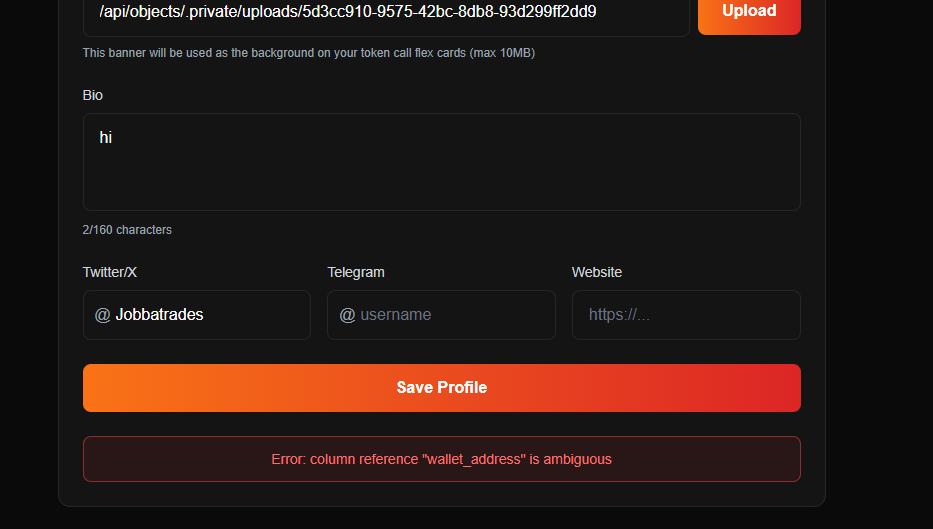 /api/objects/.private/uploads/5d3cc910-9575-42bc-8db8-93d299ff2dd9
Upload
This banner will be used as the background on your token call flex cards (max 10MB)
Bio
hi
2/160 characters
Twitter/X Telegram Website
@ Jobbatrades @ username https://...
Save Profile
Error: column reference "wallet_address" is ambiguous